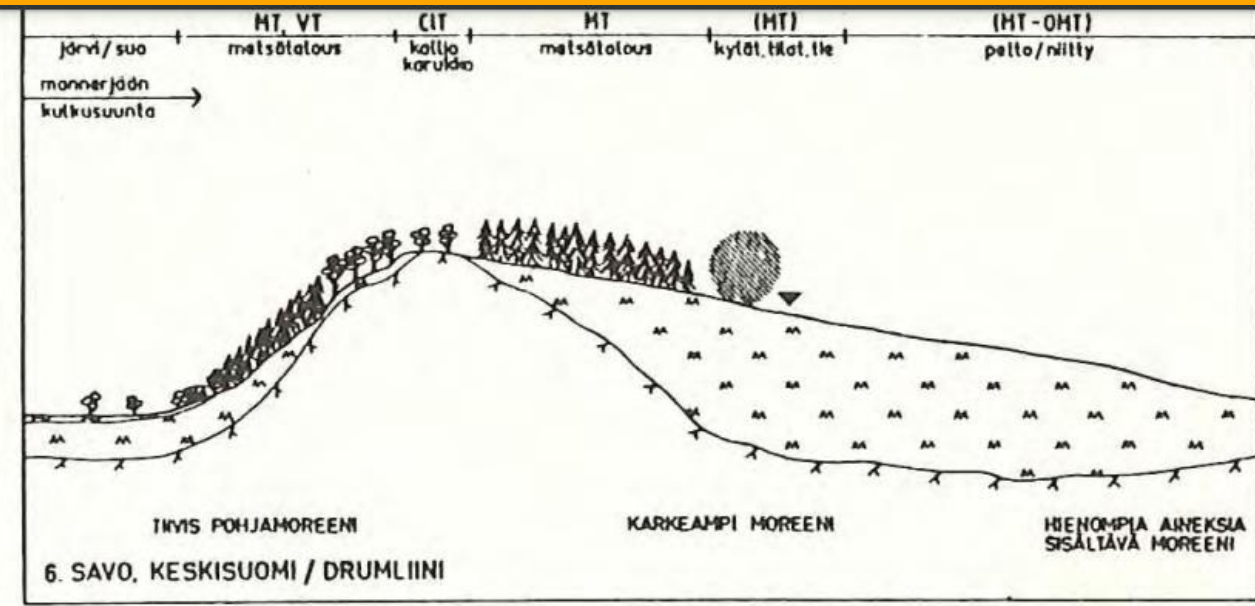 MT, VT
ClT
MT
(MT)
(MT-OMT)
järvi/suo
metsätalous
kallio
karukko
metsätalous
kylät, tilat, tie
pelto/niitty
mannerjään
kulkusuunta
TIIVIS POHJAMOREENI
KARKEAMPI MOREENI
HIENOMPIA AINEKSIA
SISÄLTÄVÄ MOREENI
6. SAVO, KESKISUOMI / DRUMLIINI